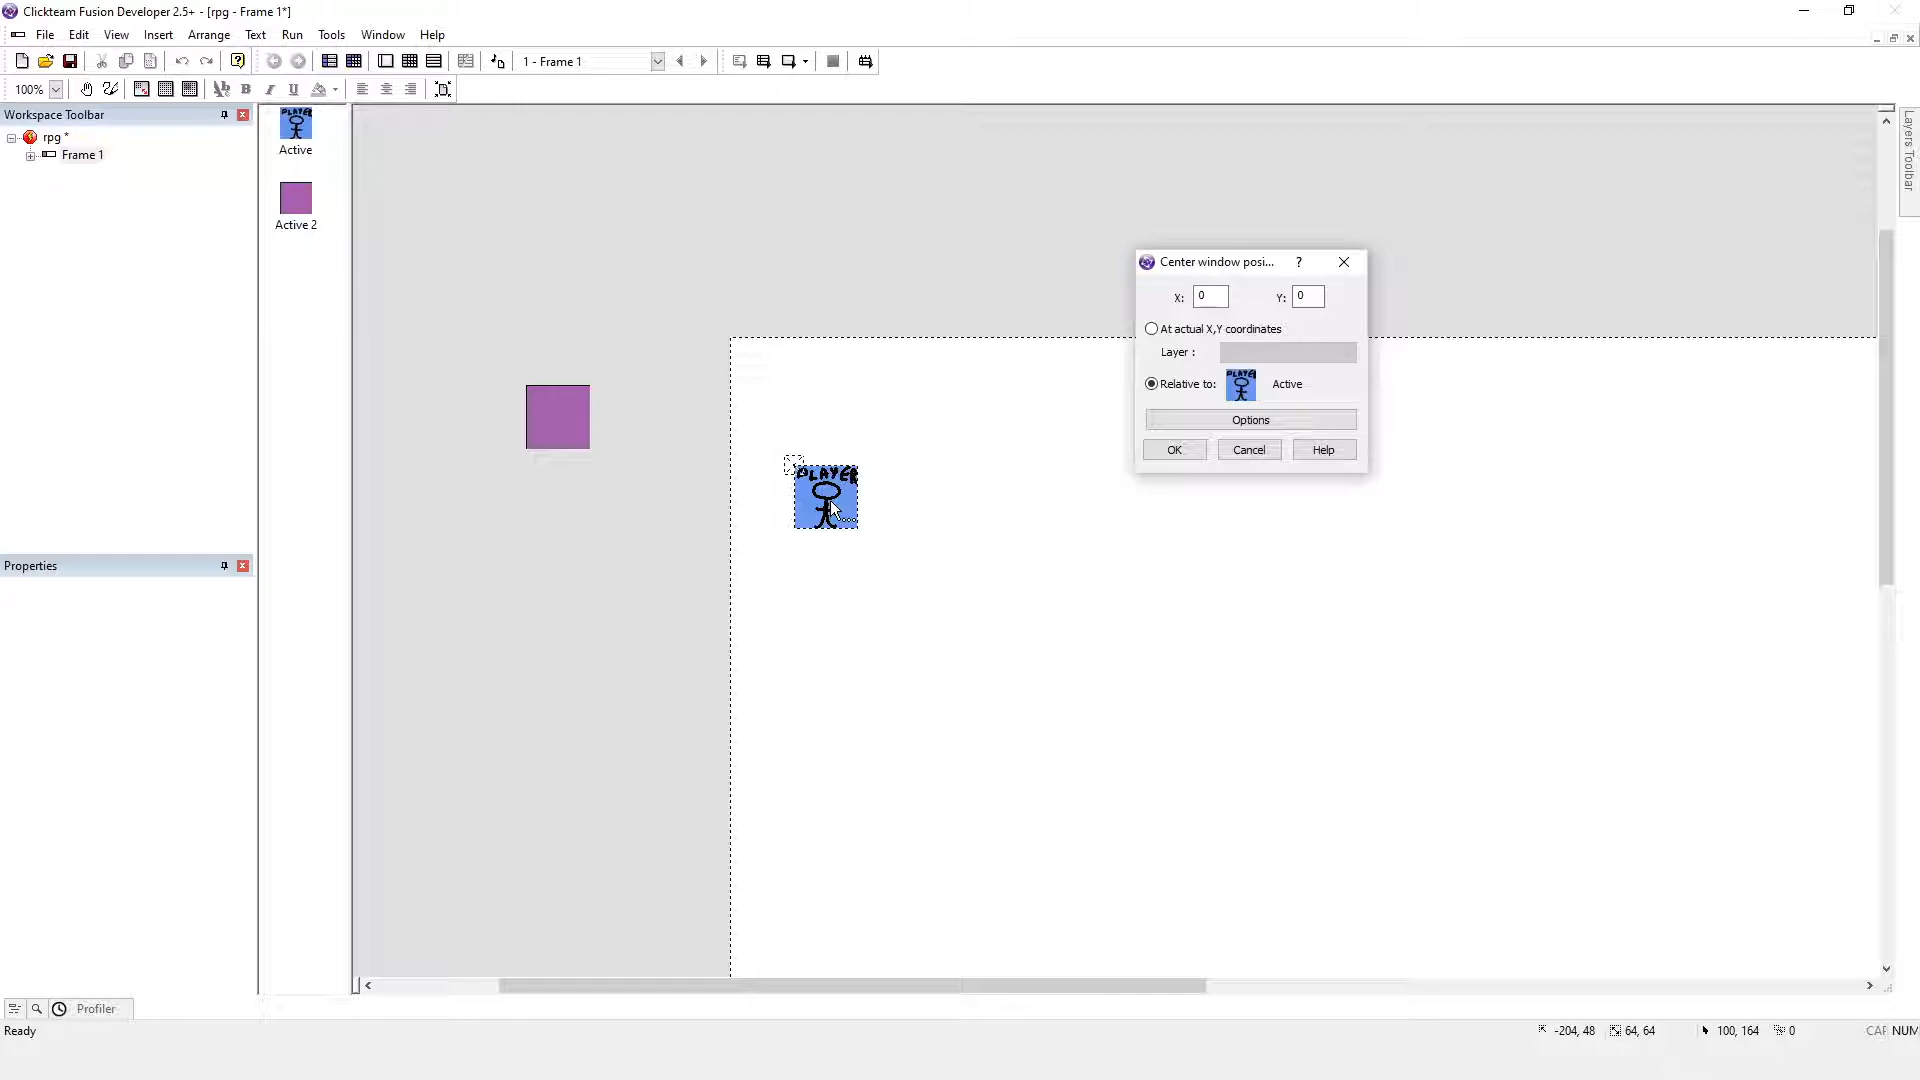 Clickteam Fusion Developer 2.5+ - [rpg - Frame 1*]
File Edit View Insert Arrange Text Run Tools Window Help
1 - Frame 1
100%
Workspace Toolbar
rpg *
Frame 1
PLAYER
Active
Active 2
Layers Toolbar
Center window posi... ?
X: 0 Y: 0
At actual X,Y coordinates
Layer :
Relative to: PLAYER Active
Options
OK Cancel Help
PLAYER
Properties
Profiler
Ready
-204, 48 64, 64 100, 164 0 CAP NUM